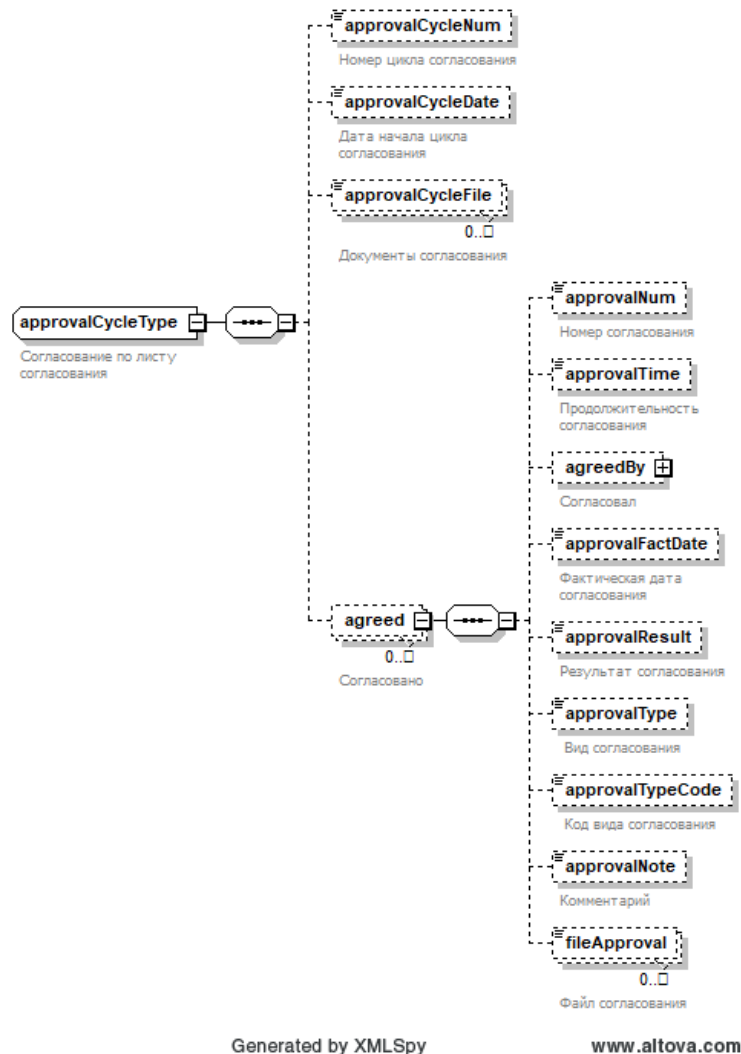 approvalCycleNum
Номер цикла согласования
approvalCycleDate
Дата начала цикла
согласования
approvalCycleFile
0..□
Документы согласования
approvalCycleType
Согласование по листу
согласования
agreed
0..□
Согласовано
approvalNum
Номер согласования
approvalTime
Продолжительность
согласования
agreedBy
Согласовал
approvalFactDate
Фактическая дата
согласования
approvalResult
Результат согласования
approvalType
Вид согласования
approvalTypeCode
Код вида согласования
approvalNote
Комментарий
fileApproval
0..□
Файл согласования
Generated by XMLSpy
www.altova.com